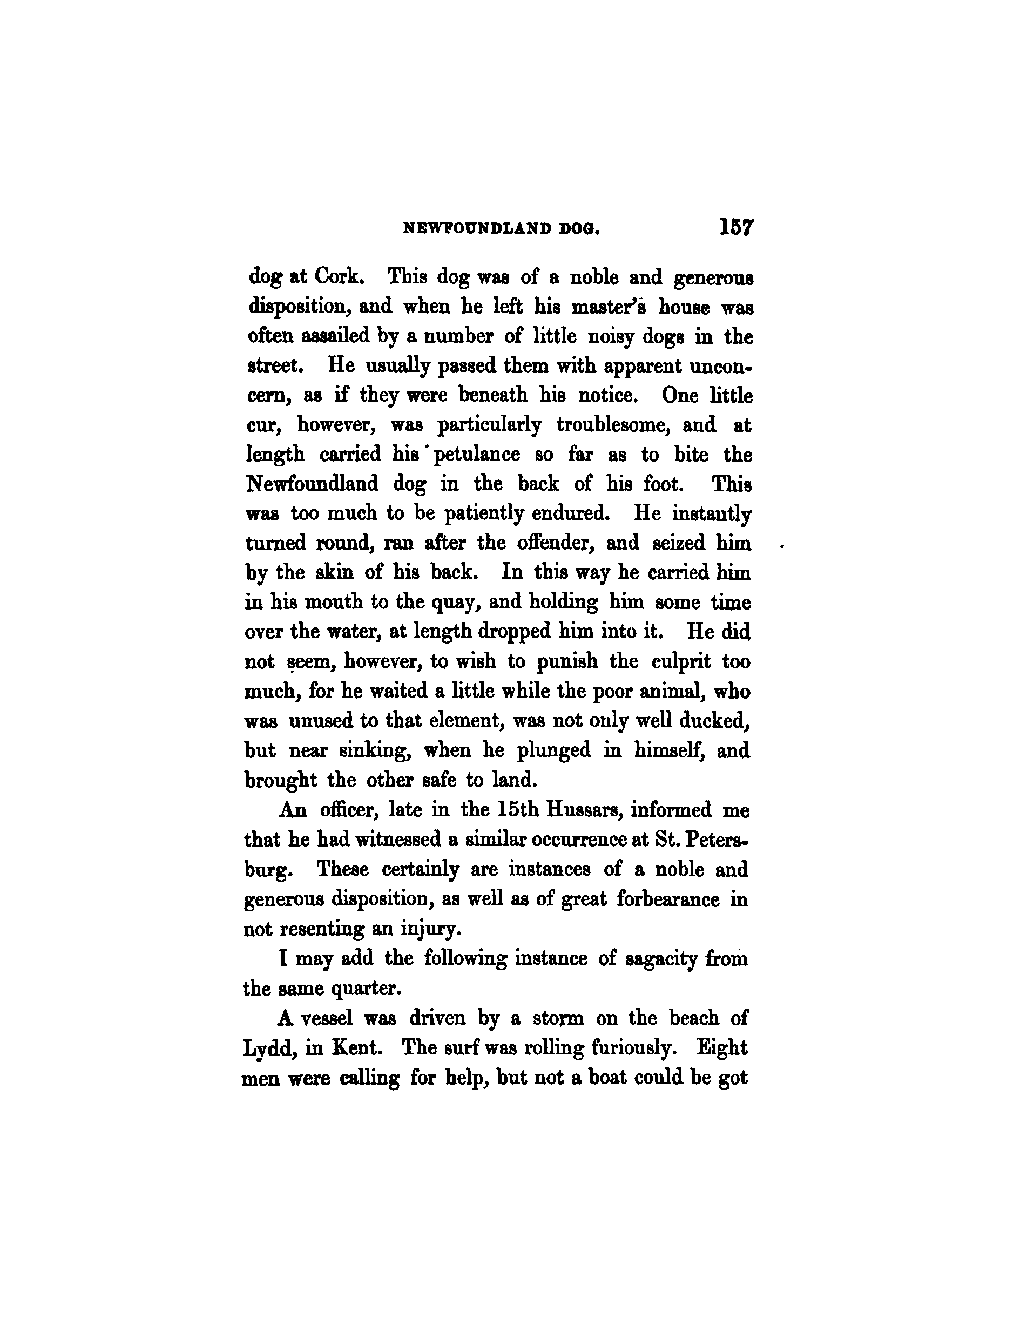 NEWFOUNDLAND DOG. 157
dog at Cork. This dog was of a noble and generous
disposition, and when he left his master's house was
often assailed by a number of little noisy dogs in the
street. He usually passed them with apparent uncon-
cern, as if they were beneath his notice. One little
cur, however, was particularly troublesome, and at
length carried his petulance so far as to bite the
Newfoundland dog in the back of his foot. This
was too much to be patiently endured. He instantly
turned round, ran after the offender, and seized him
by the skin of his back. In this way he carried him
in his mouth to the quay, and holding him some time
over the water, at length dropped him into it. He did
not seem, however, to wish to punish the culprit too
much, for he waited a little while the poor animal, who
was unused to that element, was not only well ducked,
but near sinking, when he plunged in himself, and
brought the other safe to land.
An officer, late in the 15th Hussars, informed me
that he had witnessed a similar occurrence at St. Peters-
burg. These certainly are instances of a noble and
generous disposition, as well as of great forbearance in
not resenting an injury.
I may add the following instance of sagacity from
the same quarter.
A vessel was driven by a storm on the beach of
Lydd, in Kent. The surf was rolling furiously. Eight
men were calling for help, but not a boat could be got